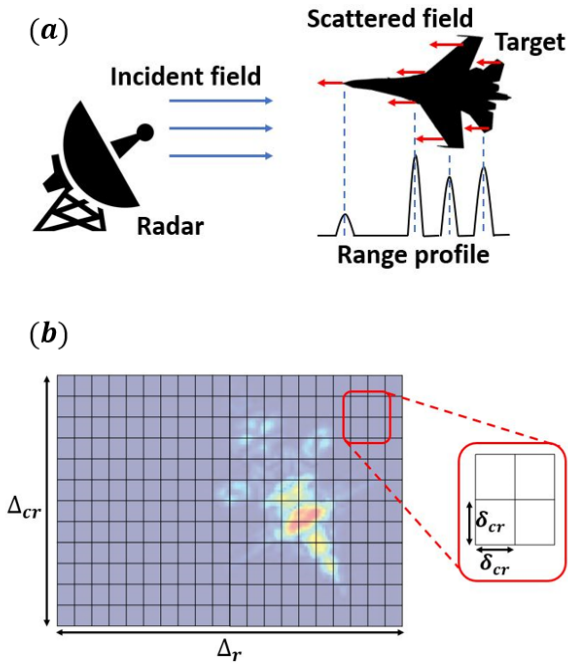 (a)
Scattered field
Target
Incident field
Radar
Range profile
(b)
Δcr
δcr
δcr
Δr